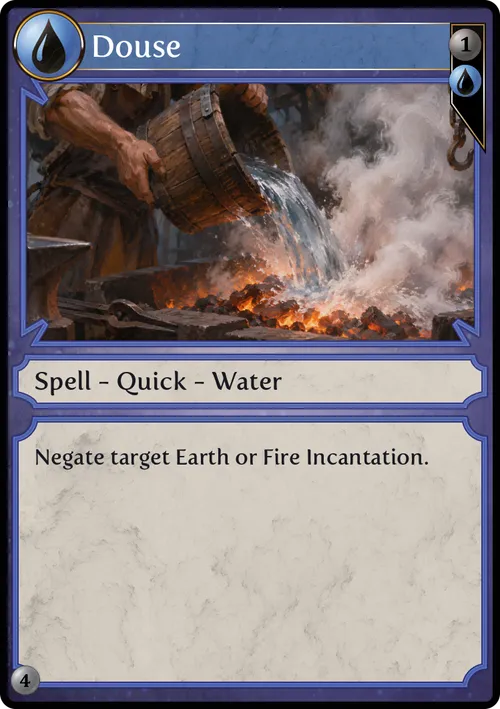 Douse
1
Spell - Quick - Water
Negate target Earth or Fire Incantation.
4